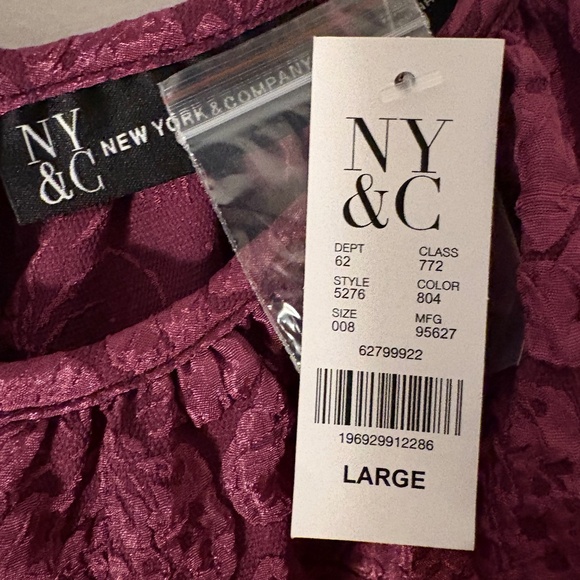 NY
&C
NEW YORK & COMPANY
NY
&C
DEPT CLASS
62 772
STYLE COLOR
5276 804
SIZE MFG
008 95627
62799922
196929912286
LARGE